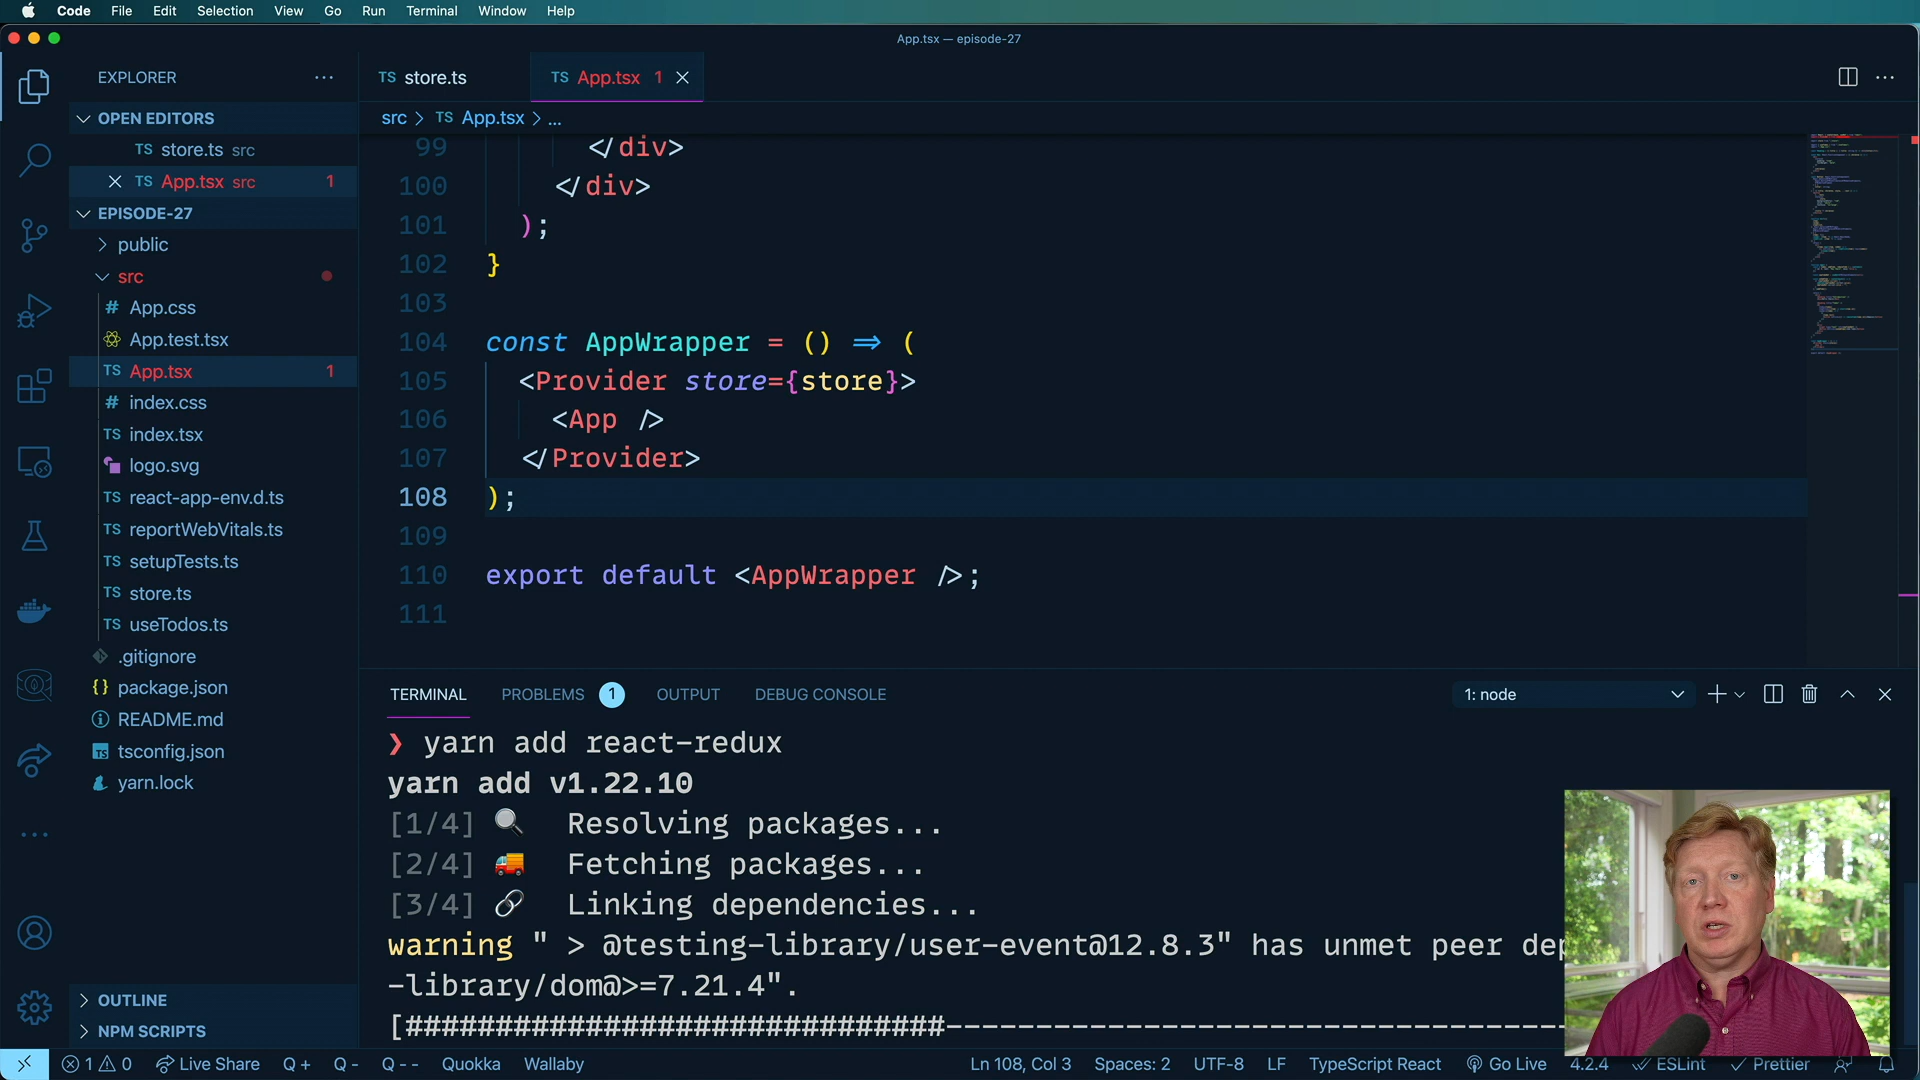 Code File Edit Selection View Go Run Terminal Window Help
App.tsx — episode-27
EXPLORER
TS store.ts
TS App.tsx 1
OPEN EDITORS
TS store.ts src
TS App.tsx src 1
EPISODE-27
public
src
# App.css
App.test.tsx
TS App.tsx 1
# index.css
TS index.tsx
logo.svg
TS react-app-env.d.ts
TS reportWebVitals.ts
TS setupTests.ts
TS store.ts
TS useTodos.ts
.gitignore
{} package.json
README.md
TS tsconfig.json
yarn.lock
OUTLINE
NPM SCRIPTS
src > TS App.tsx > ...
99 </div>
100 </div>
101 );
102 }
103
104 const AppWrapper = () => (
105 <Provider store={store}>
106 <App />
107 </Provider>
108 );
109
110 export default <AppWrapper />;
111
TERMINAL PROBLEMS 1 OUTPUT DEBUG CONSOLE 1: node
❯ yarn add react-redux
yarn add v1.22.10
[1/4] 🔍 Resolving packages...
[2/4] 🚚 Fetching packages...
[3/4] 🔗 Linking dependencies...
warning " > @testing-library/user-event@12.8.3" has unmet peer dep
-library/dom@>=7.21.4".
[##############################-----------------------------------
1 0 Live Share Q + Q - Q - - Quokka Wallaby Ln 108, Col 3 Spaces: 2 UTF-8 LF TypeScript React Go Live 4.2.4 ESLint Prettier